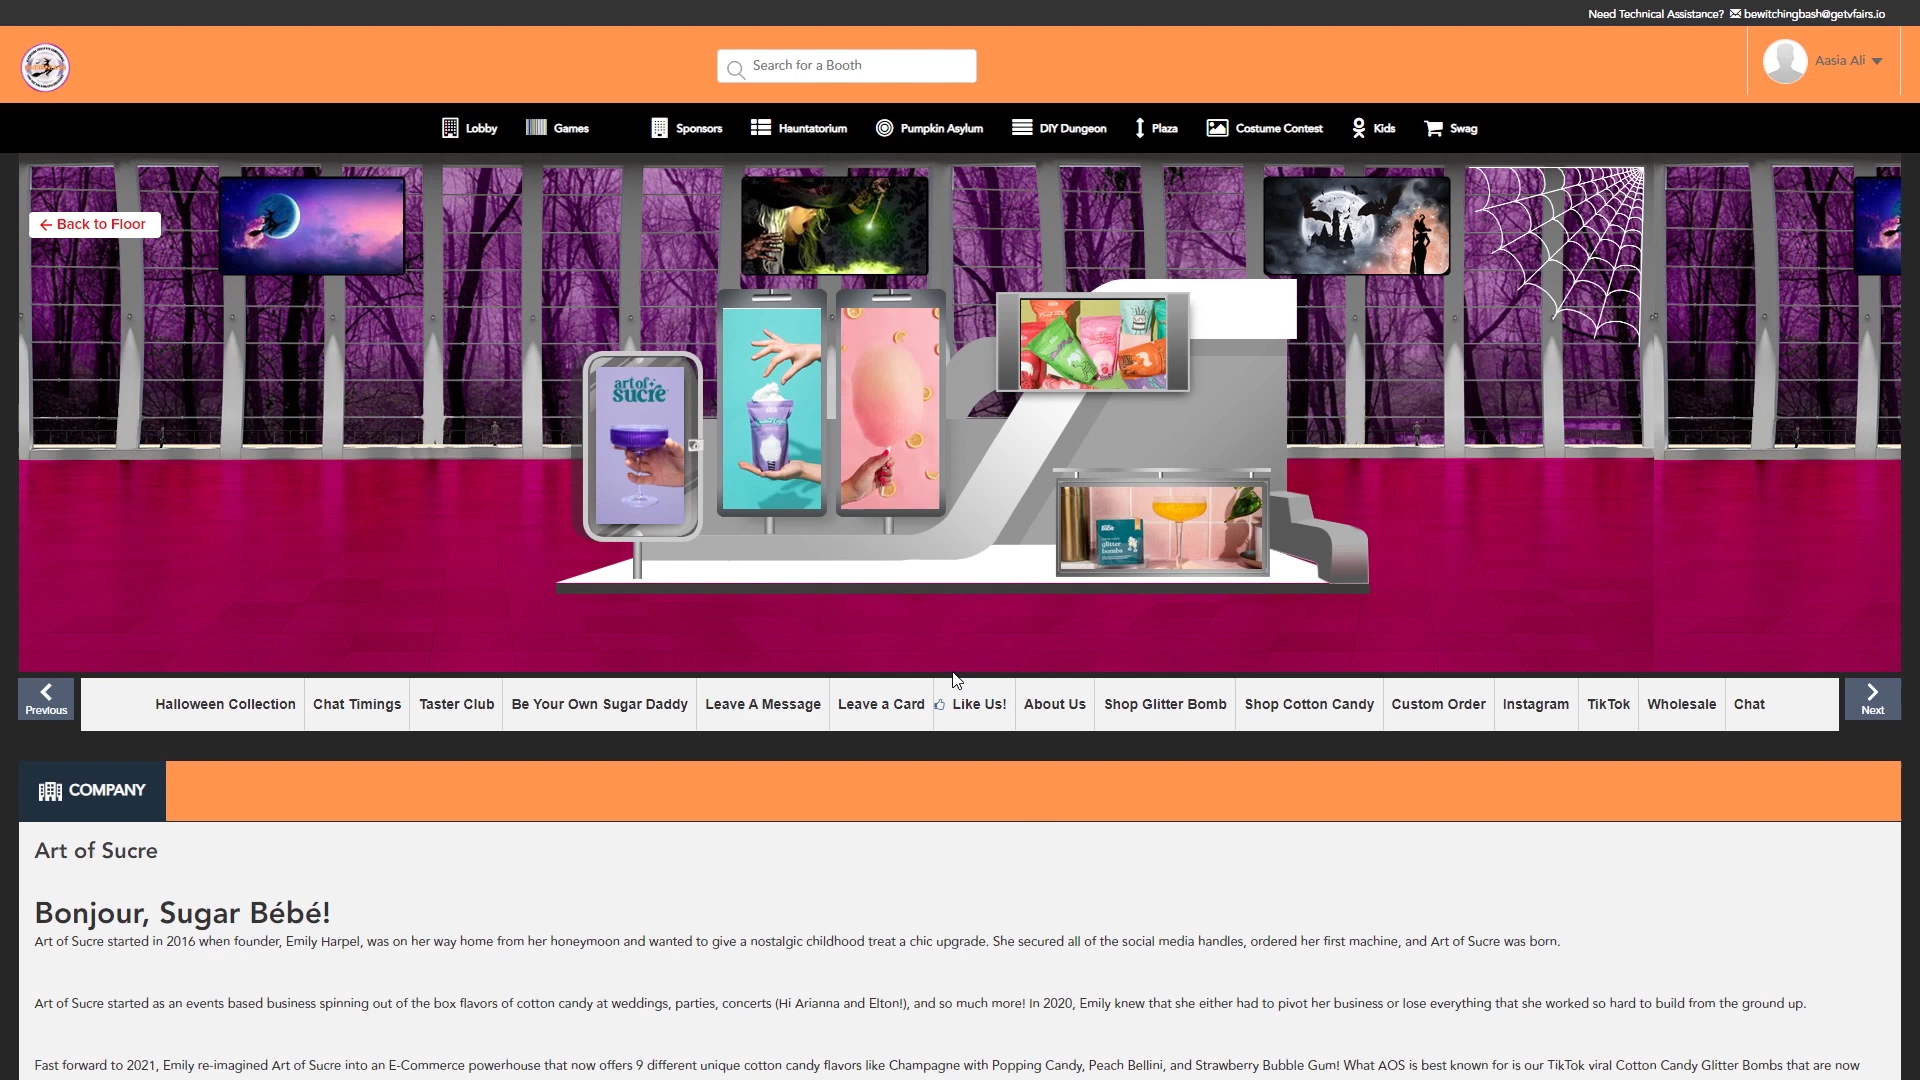 Need Technical Assistance? bewitchingbash@getvfairs.io
Search for a Booth
Aasia Ali
Lobby
Games
Sponsors
Hauntatorium
Pumpkin Asylum
DIY Dungeon
Plaza
Costume Contest
Kids
Swag
Back to Floor
art of
sucre
glitter
bombs
Previous
Halloween Collection
Chat Timings
Taster Club
Be Your Own Sugar Daddy
Leave A Message
Leave a Card
Like Us!
About Us
Shop Glitter Bomb
Shop Cotton Candy
Custom Order
Instagram
TikTok
Wholesale
Chat
Next
COMPANY
Art of Sucre
Bonjour, Sugar Bébé!
Art of Sucre started in 2016 when founder, Emily Harpel, was on her way home from her honeymoon and wanted to give a nostalgic childhood treat a chic upgrade. She secured all of the social media handles, ordered her first machine, and Art of Sucre was born.
Art of Sucre started as an events based business spinning out of the box flavors of cotton candy at weddings, parties, concerts (Hi Arianna and Elton!), and so much more! In 2020, Emily knew that she either had to pivot her business or lose everything that she worked so hard to build from the ground up.
Fast forward to 2021, Emily re-imagined Art of Sucre into an E-Commerce powerhouse that now offers 9 different unique cotton candy flavors like Champagne with Popping Candy, Peach Bellini, and Strawberry Bubble Gum! What AOS is best known for is our TikTok viral Cotton Candy Glitter Bombs that are now